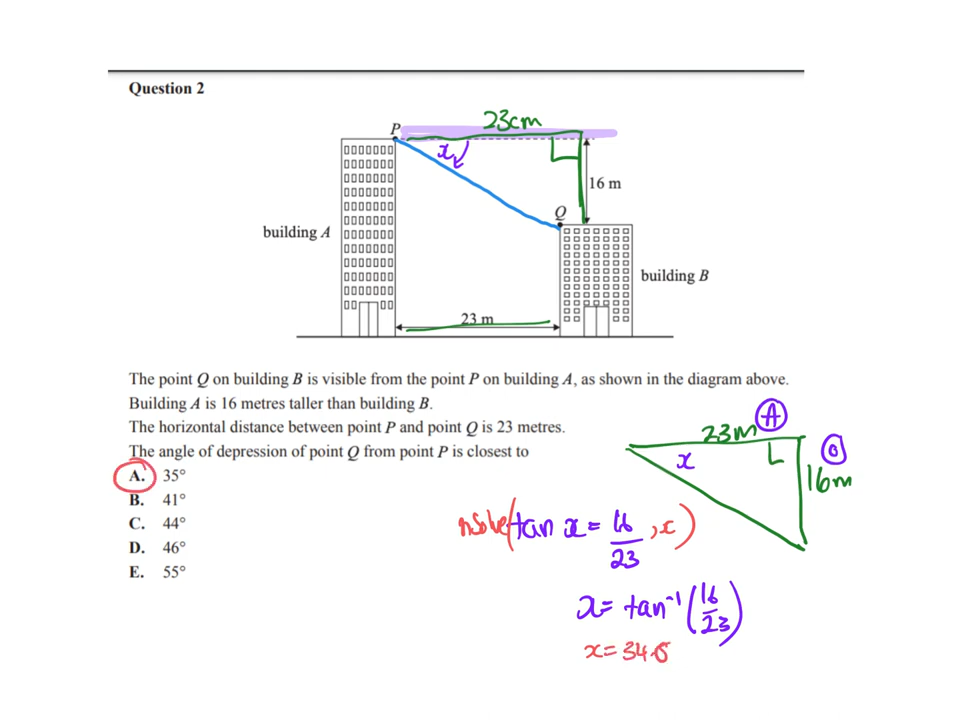 Question 2
23cm
P
x
16 m
Q
building A
building B
23 m
The point Q on building B is visible from the point P on building A, as shown in the diagram above.
Building A is 16 metres taller than building B.
The horizontal distance between point P and point Q is 23 metres.
The angle of depression of point Q from point P is closest to
A. 35°
B. 41°
C. 44°
D. 46°
E. 55°
23m A
x
O
16m
nsolve(tan x = 16/23, x)
x = tan⁻¹(16/23)
x = 34.8